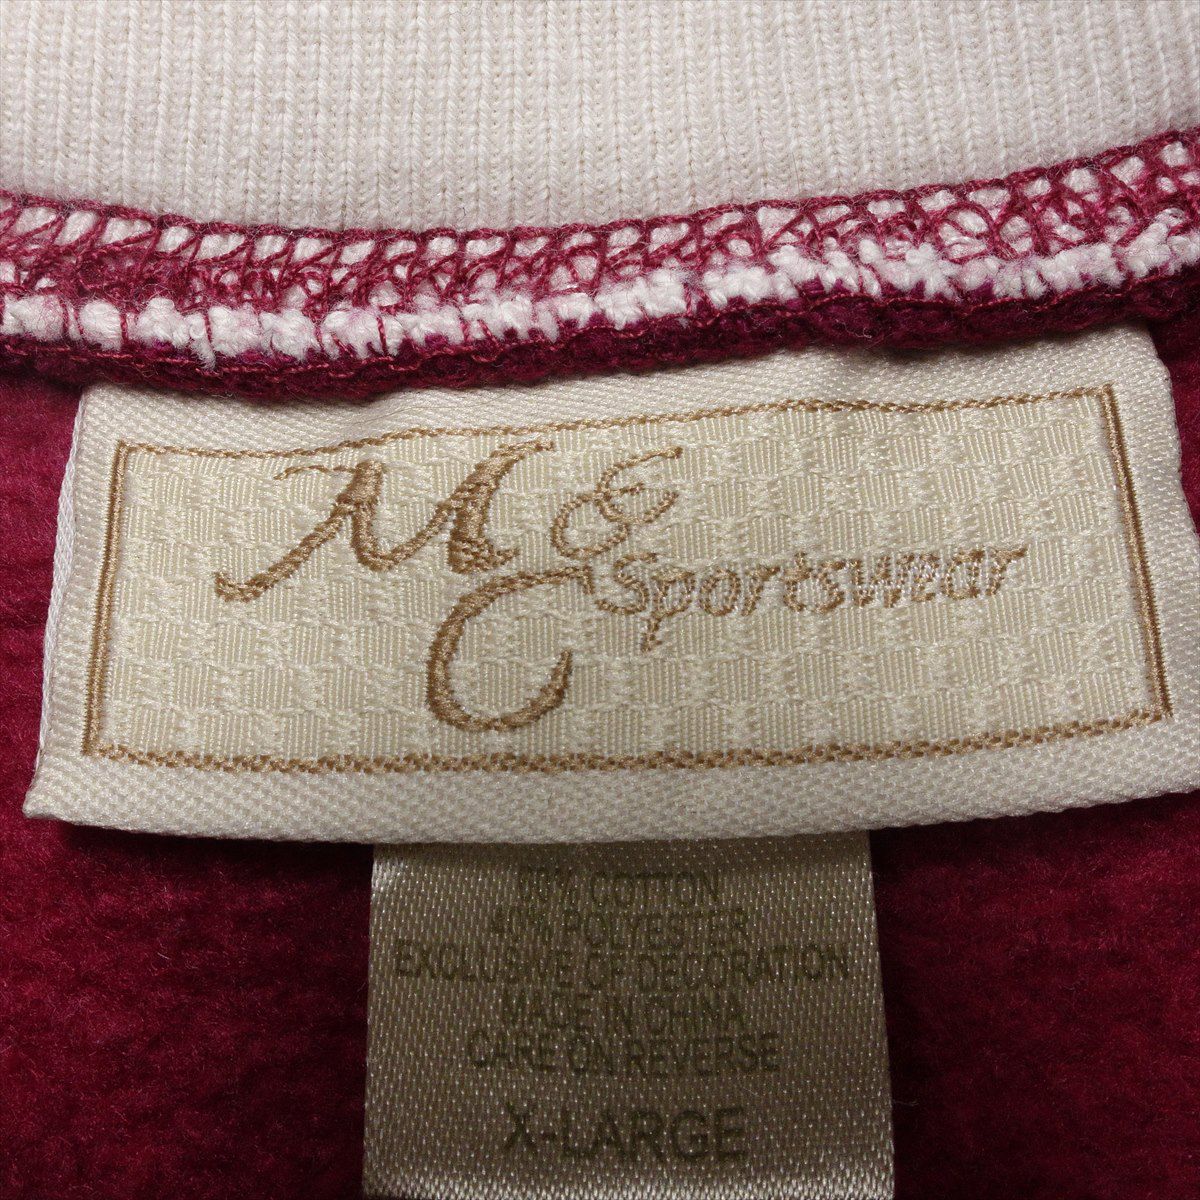 M & C Sportswear
COTTON
40% POLYESTER
EXCLUSIVE OF DECORATION
MADE IN CHINA
CARE ON REVERSE
X-LARGE